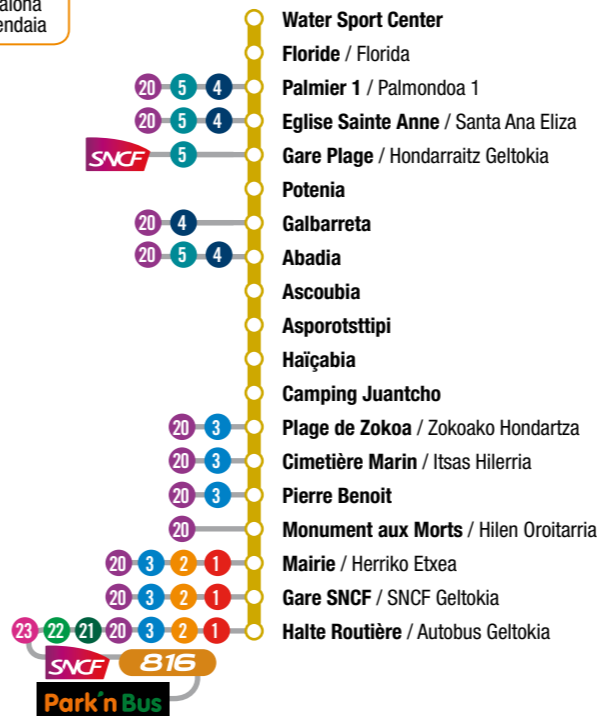 endaia
Water Sport Center
Floride / Florida
20 5 4 Palmier 1 / Palmondoa 1
20 5 4 Eglise Sainte Anne / Santa Ana Eliza
SNCF 5 Gare Plage / Hondarraitz Geltokia
Potenia
20 4 Galbarreta
20 5 4 Abadia
Ascoubia
Asporotsttipi
Haïçabia
Camping Juantcho
20 3 Plage de Zokoa / Zokoako Hondartza
20 3 Cimetière Marin / Itsas Hilerria
20 3 Pierre Benoit
20 Monument aux Morts / Hilen Oroitarria
20 3 2 1 Mairie / Herriko Etxea
20 3 2 1 Gare SNCF / SNCF Geltokia
23 22 21 20 3 2 1 Halte Routière / Autobus Geltokia
SNCF 816
Park'n Bus